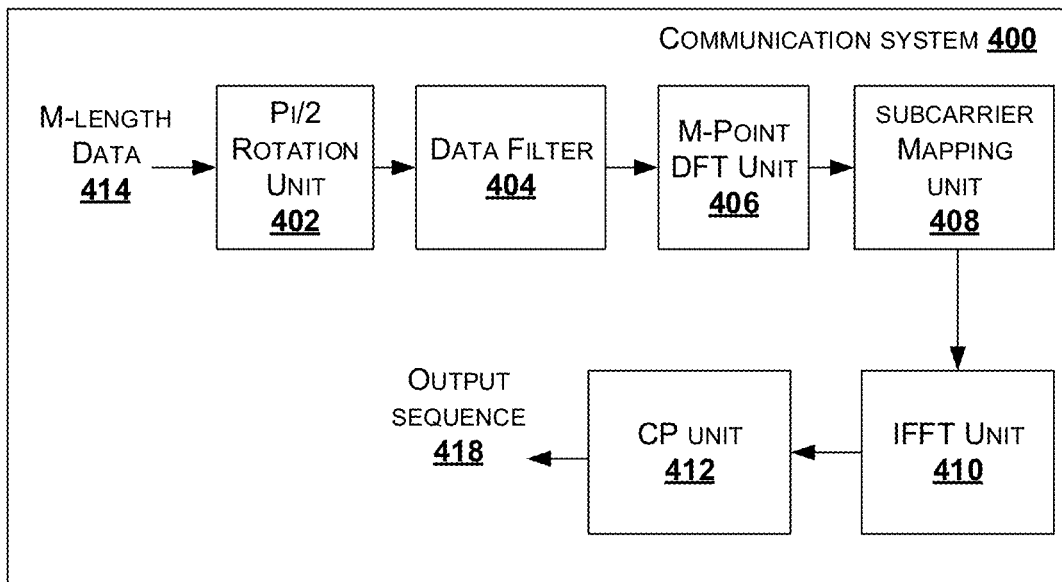 COMMUNICATION SYSTEM 400
M-LENGTH
DATA
414
PI/2
ROTATION
UNIT
402
DATA FILTER
404
M-POINT
DFT UNIT
406
SUBCARRIER
MAPPING
UNIT
408
OUTPUT
SEQUENCE
418
CP UNIT
412
IFFT UNIT
410